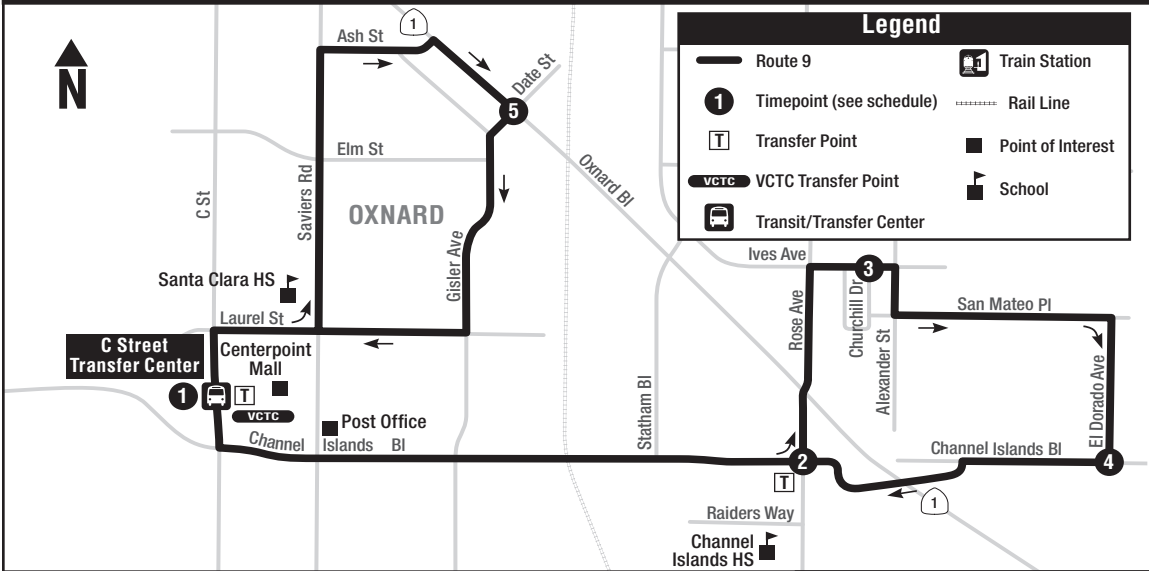 N
1
Ash St
Date St
5
Elm St
C St
Saviers Rd
OXNARD
Gisler Ave
Oxnard Bl
Santa Clara HS
Laurel St
C Street
Transfer Center
Centerpoint
Mall
1
T
VCTC
Post Office
Channel Islands Bl
Statham Bl
Ives Ave
3
Rose Ave
Churchill Dr
Alexander St
San Mateo Pl
El Dorado Ave
Channel Islands Bl
2
T
4
1
Raiders Way
Channel
Islands HS
Legend
Route 9
1 Timepoint (see schedule)
T Transfer Point
VCTC VCTC Transfer Point
Transit/Transfer Center
Train Station
Rail Line
Point of Interest
School